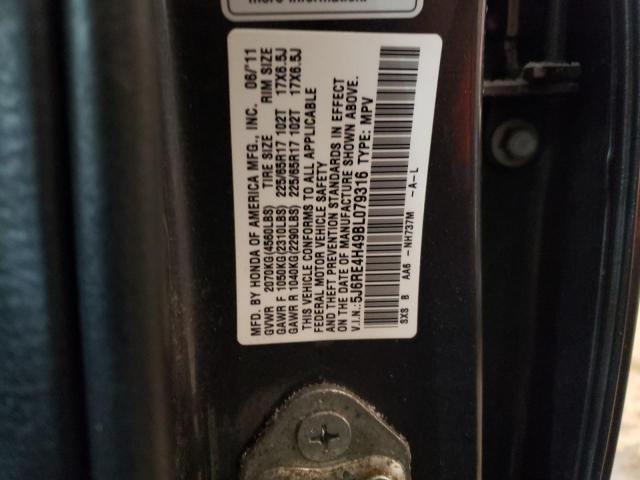 more information.
MFD. BY HONDA OF AMERICA MFG., INC. 06/'11
GVWR 2070KG(4560LBS) TIRE SIZE RIM SIZE
GAWR F 1050KG(2310LBS) 225/65R17 102T 17X6.5J
GAWR R 1040KG(2290LBS) 225/65R17 102T 17X6.5J
THIS VEHICLE CONFORMS TO ALL APPLICABLE
FEDERAL MOTOR VEHICLE SAFETY
AND THEFT PREVENTION STANDARDS IN EFFECT
ON THE DATE OF MANUFACTURE SHOWN ABOVE.
V.I.N.: 5J6RE4H49BL079316 TYPE: MPV
SXS B AA6 -NH737M -A-L